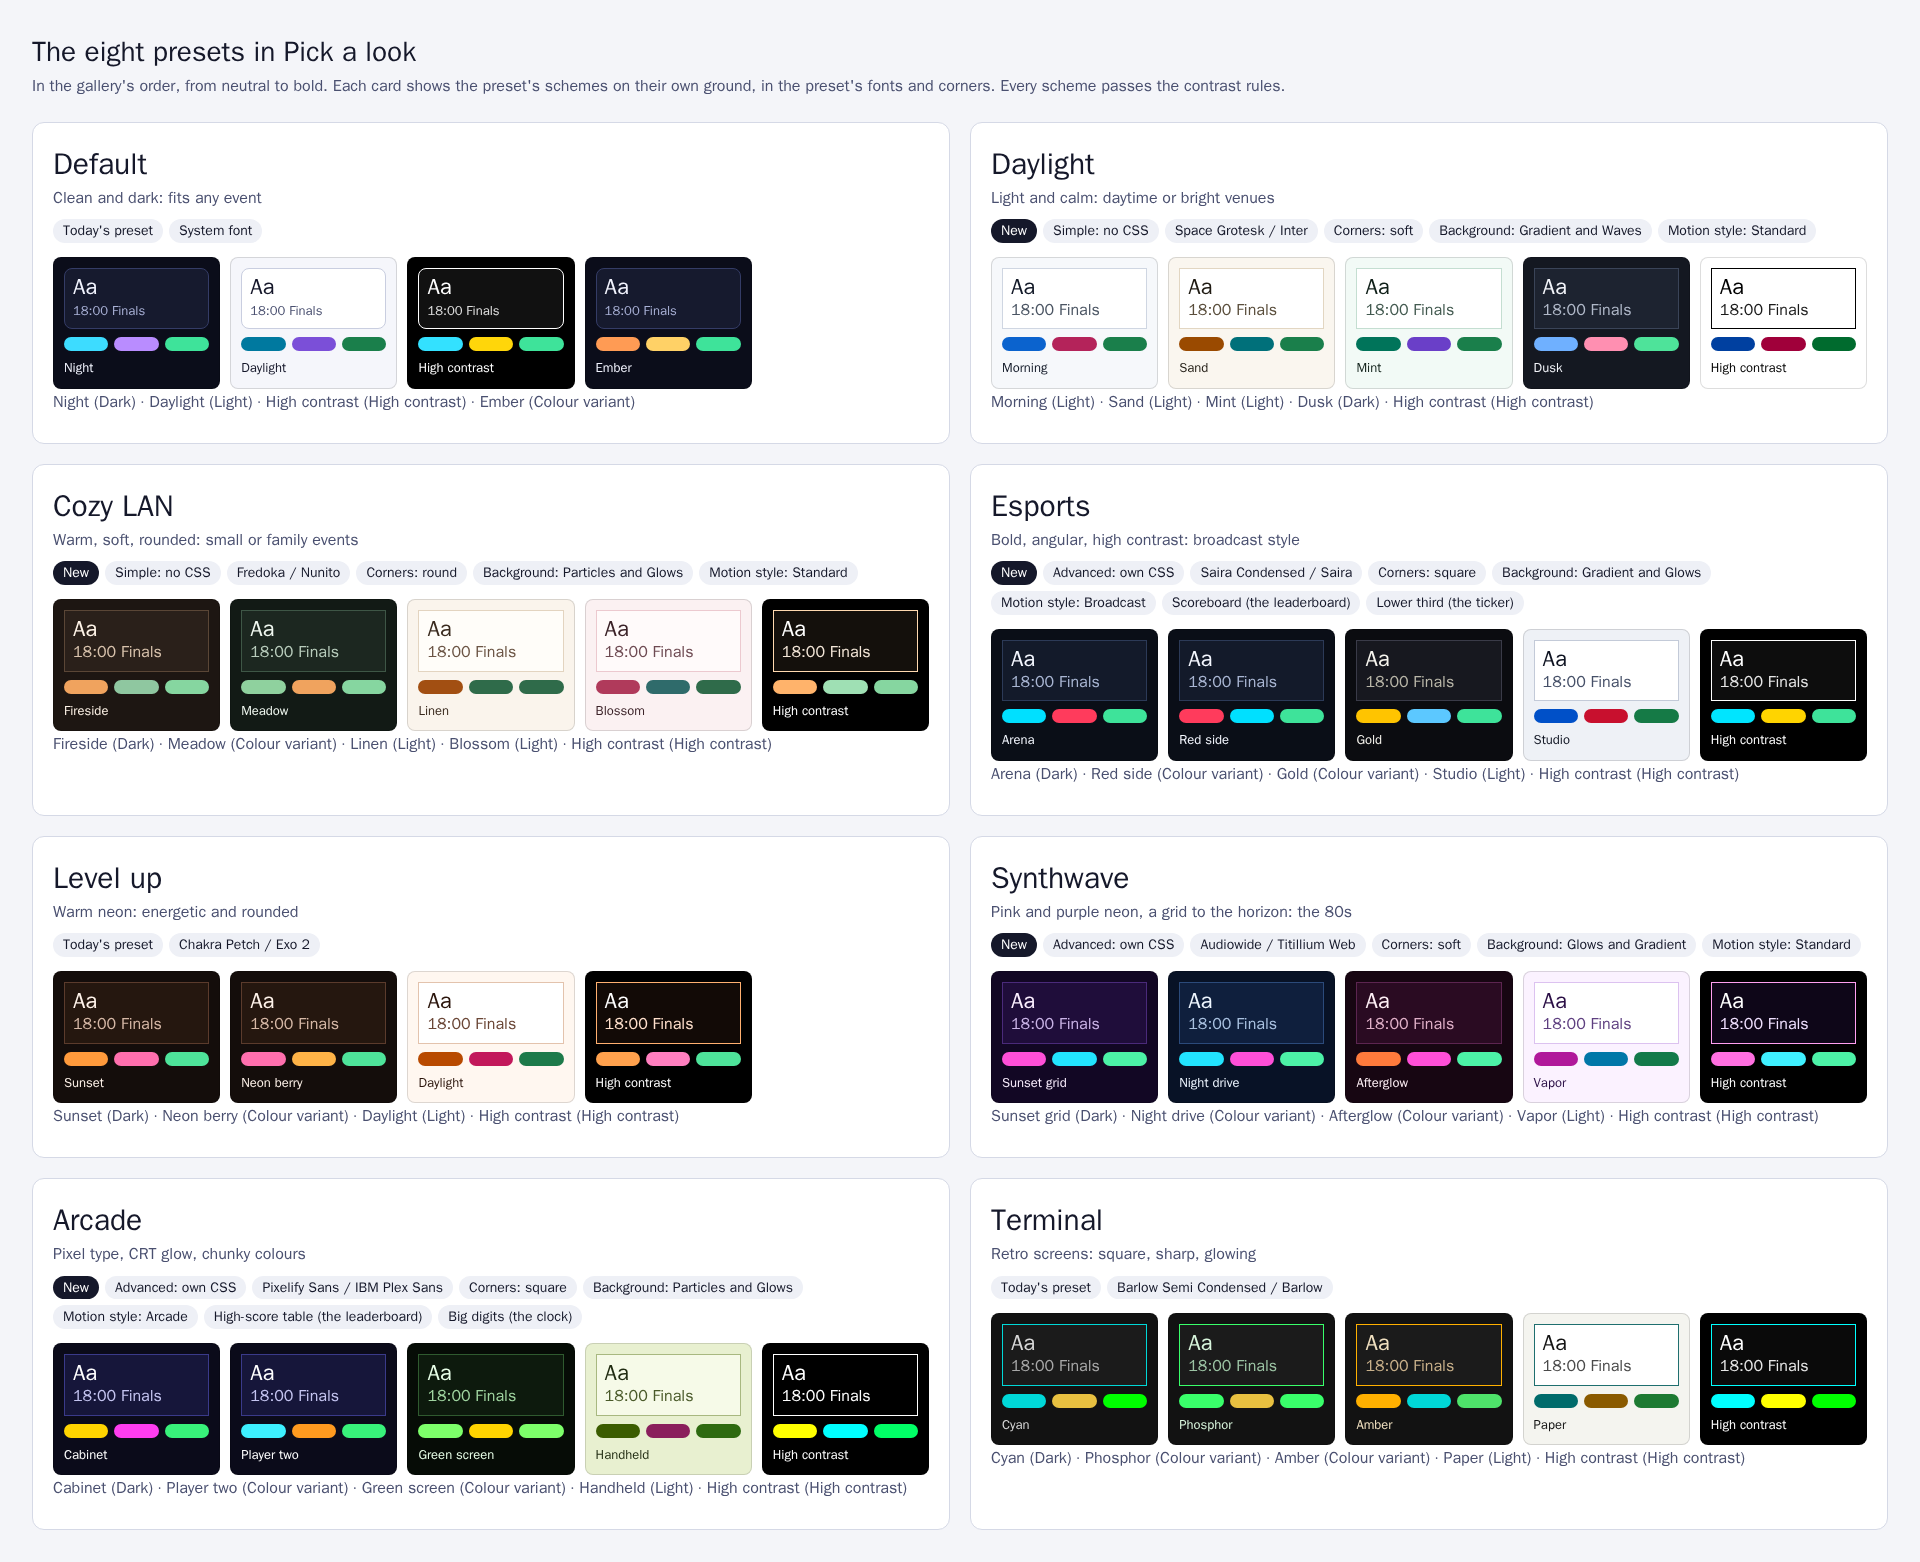 The eight presets in Pick a look
In the gallery's order, from neutral to bold. Each card shows the preset's schemes on their own ground, in the preset's fonts and corners. Every scheme passes the contrast rules.
Default
Clean and dark: fits any event
Today's preset System font
Aa Aa Aa Aa
18:00 Finals 18:00 Finals 18:00 Finals 18:00 Finals
Night Daylight High contrast Ember
Night (Dark) · Daylight (Light) · High contrast (High contrast) · Ember (Colour variant)
Daylight
Light and calm: daytime or bright venues
New Simple: no CSS Space Grotesk / Inter Corners: soft Background: Gradient and Waves Motion style: Standard
Aa Aa Aa Aa Aa
18:00 Finals 18:00 Finals 18:00 Finals 18:00 Finals 18:00 Finals
Morning Sand Mint Dusk High contrast
Morning (Light) · Sand (Light) · Mint (Light) · Dusk (Dark) · High contrast (High contrast)
Cozy LAN
Warm, soft, rounded: small or family events
New Simple: no CSS Fredoka / Nunito Corners: round Background: Particles and Glows Motion style: Standard
Aa Aa Aa Aa Aa
18:00 Finals 18:00 Finals 18:00 Finals 18:00 Finals 18:00 Finals
Fireside Meadow Linen Blossom High contrast
Fireside (Dark) · Meadow (Colour variant) · Linen (Light) · Blossom (Light) · High contrast (High contrast)
Esports
Bold, angular, high contrast: broadcast style
New Advanced: own CSS Saira Condensed / Saira Corners: square Background: Gradient and Glows
Motion style: Broadcast Scoreboard (the leaderboard) Lower third (the ticker)
Aa Aa Aa Aa Aa
18:00 Finals 18:00 Finals 18:00 Finals 18:00 Finals 18:00 Finals
Arena Red side Gold Studio High contrast
Arena (Dark) · Red side (Colour variant) · Gold (Colour variant) · Studio (Light) · High contrast (High contrast)
Level up
Warm neon: energetic and rounded
Today's preset Chakra Petch / Exo 2
Aa Aa Aa Aa
18:00 Finals 18:00 Finals 18:00 Finals 18:00 Finals
Sunset Neon berry Daylight High contrast
Sunset (Dark) · Neon berry (Colour variant) · Daylight (Light) · High contrast (High contrast)
Synthwave
Pink and purple neon, a grid to the horizon: the 80s
New Advanced: own CSS Audiowide / Titillium Web Corners: soft Background: Glows and Gradient Motion style: Standard
Aa Aa Aa Aa Aa
18:00 Finals 18:00 Finals 18:00 Finals 18:00 Finals 18:00 Finals
Sunset grid Night drive Afterglow Vapor High contrast
Sunset grid (Dark) · Night drive (Colour variant) · Afterglow (Colour variant) · Vapor (Light) · High contrast (High contrast)
Arcade
Pixel type, CRT glow, chunky colours
New Advanced: own CSS Pixelify Sans / IBM Plex Sans Corners: square Background: Particles and Glows
Motion style: Arcade High-score table (the leaderboard) Big digits (the clock)
Aa Aa Aa Aa Aa
18:00 Finals 18:00 Finals 18:00 Finals 18:00 Finals 18:00 Finals
Cabinet Player two Green screen Handheld High contrast
Cabinet (Dark) · Player two (Colour variant) · Green screen (Colour variant) · Handheld (Light) · High contrast (High contrast)
Terminal
Retro screens: square, sharp, glowing
Today's preset Barlow Semi Condensed / Barlow
Aa Aa Aa Aa Aa
18:00 Finals 18:00 Finals 18:00 Finals 18:00 Finals 18:00 Finals
Cyan Phosphor Amber Paper High contrast
Cyan (Dark) · Phosphor (Colour variant) · Amber (Colour variant) · Paper (Light) · High contrast (High contrast)